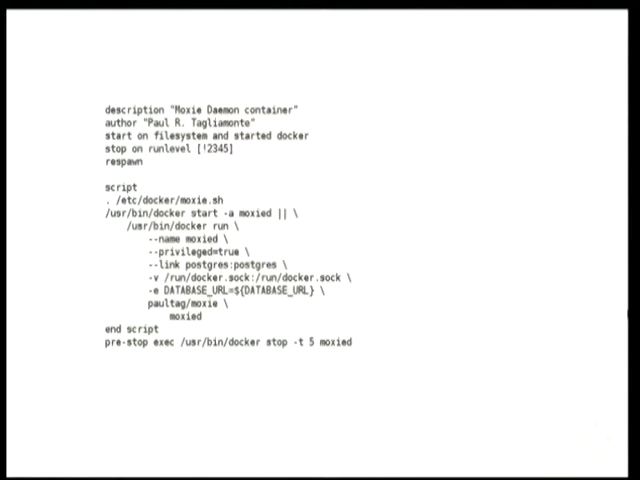 description "Moxie Daemon container"
author "Paul R. Tagliamonte"
start on filesystem and started docker
stop on runlevel [!2345]
respawn
script
. /etc/docker/moxie.sh
/usr/bin/docker start -a moxied || \
/usr/bin/docker run \
--name moxied \
--privileged=true \
--link postgres:postgres \
-v /run/docker.sock:/run/docker.sock \
-e DATABASE_URL=${DATABASE_URL} \
paultag/moxie \
moxied
end script
pre-stop exec /usr/bin/docker stop -t 5 moxied